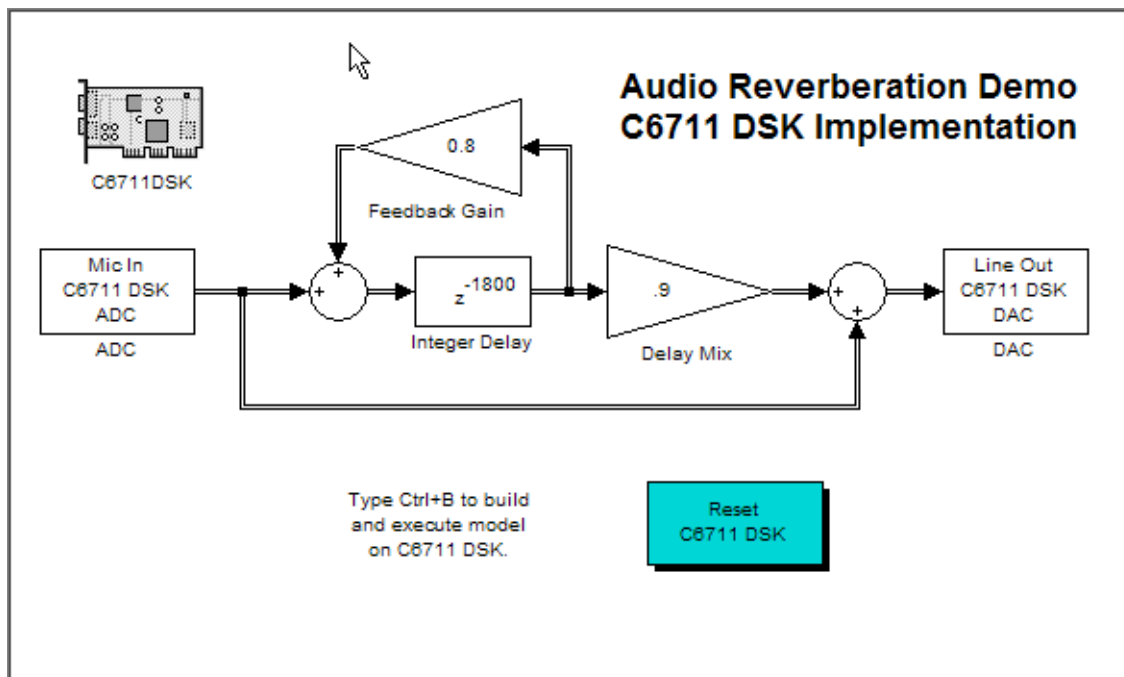 Audio Reverberation Demo
C6711 DSK Implementation
C6711DSK
0.8
Feedback Gain
Mic In
C6711 DSK
ADC
ADC
+
+
z-1800
Integer Delay
.9
Delay Mix
+
+
Line Out
C6711 DSK
DAC
DAC
Type Ctrl+B to build
and execute model
on C6711 DSK.
Reset
C6711 DSK